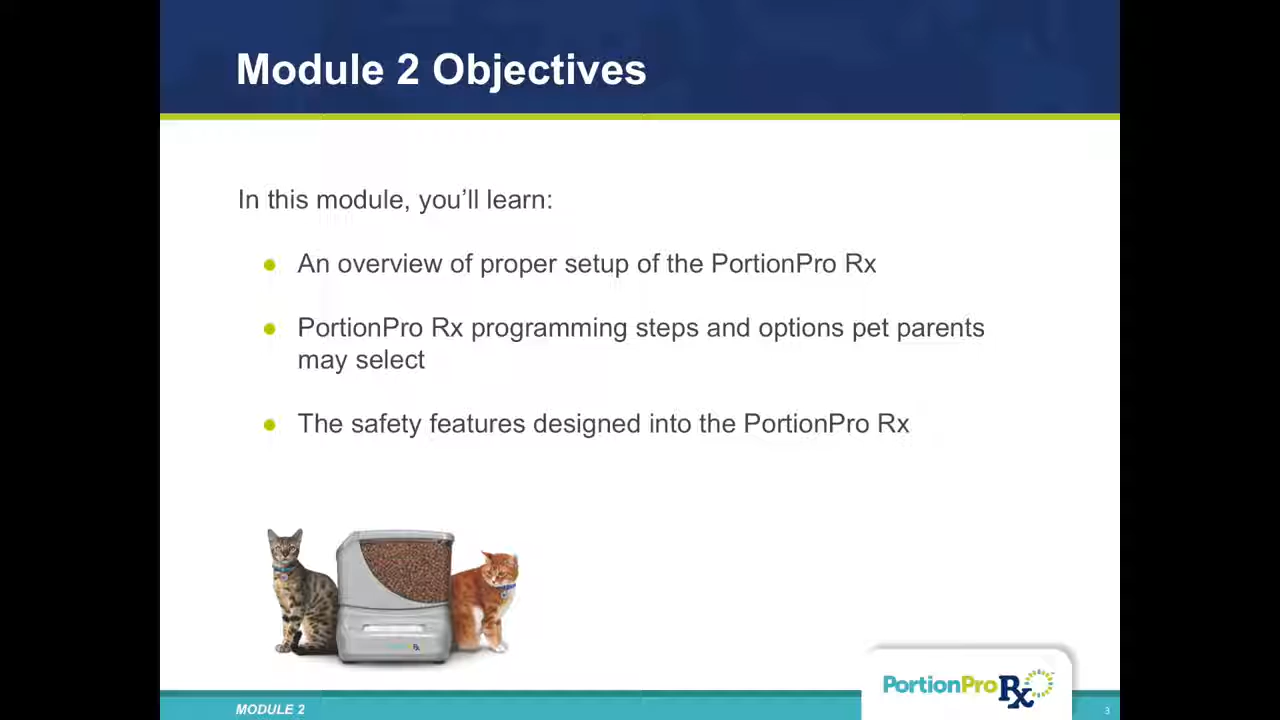 Module 2 Objectives
In this module, you’ll learn:
An overview of proper setup of the PortionPro Rx
PortionPro Rx programming steps and options pet parents
may select
The safety features designed into the PortionPro Rx
Rx
PortionPro Rx
MODULE 2
3